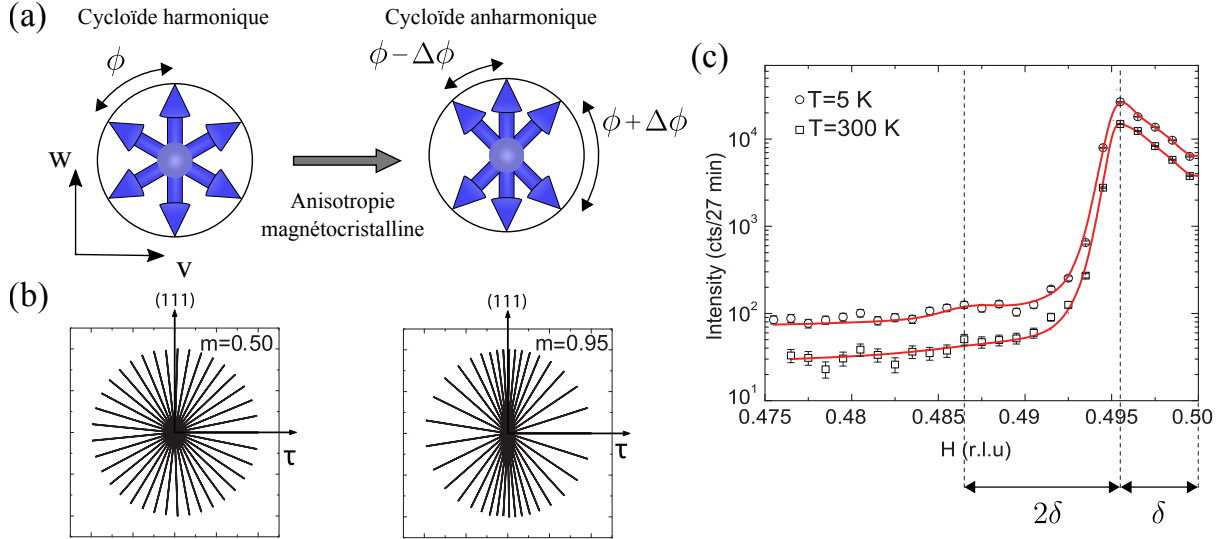 (a)
Cycloïde harmonique
ϕ
w
v
Anisotropie
magnétocristalline
Cycloïde anharmonique
ϕ−Δϕ
ϕ+Δϕ
(b)
(111)
m=0.50
τ
(111)
m=0.95
τ
(c)
Intensity (cts/27 min)
10^4
10^3
10^2
10^1
T=5 K
T=300 K
0.475 0.48 0.485 0.49 0.495 0.50
H (r.l.u)
2δ δ